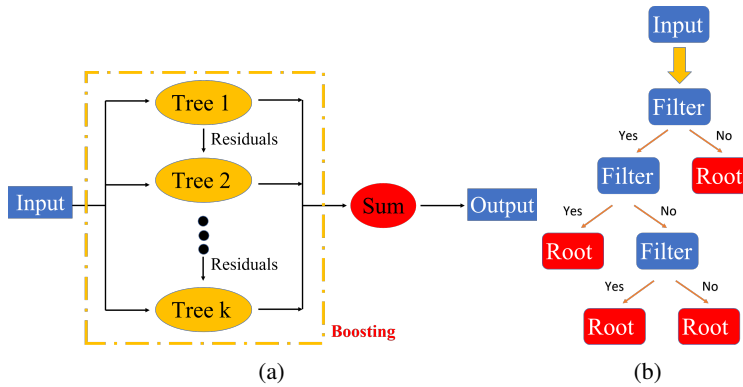 Input
Tree 1
Residuals
Tree 2
Residuals
Tree k
Boosting
Sum
Output
(a)
Input
Filter
Yes
No
Filter
Root
Yes
No
Root
Filter
Yes
No
Root
Root
(b)